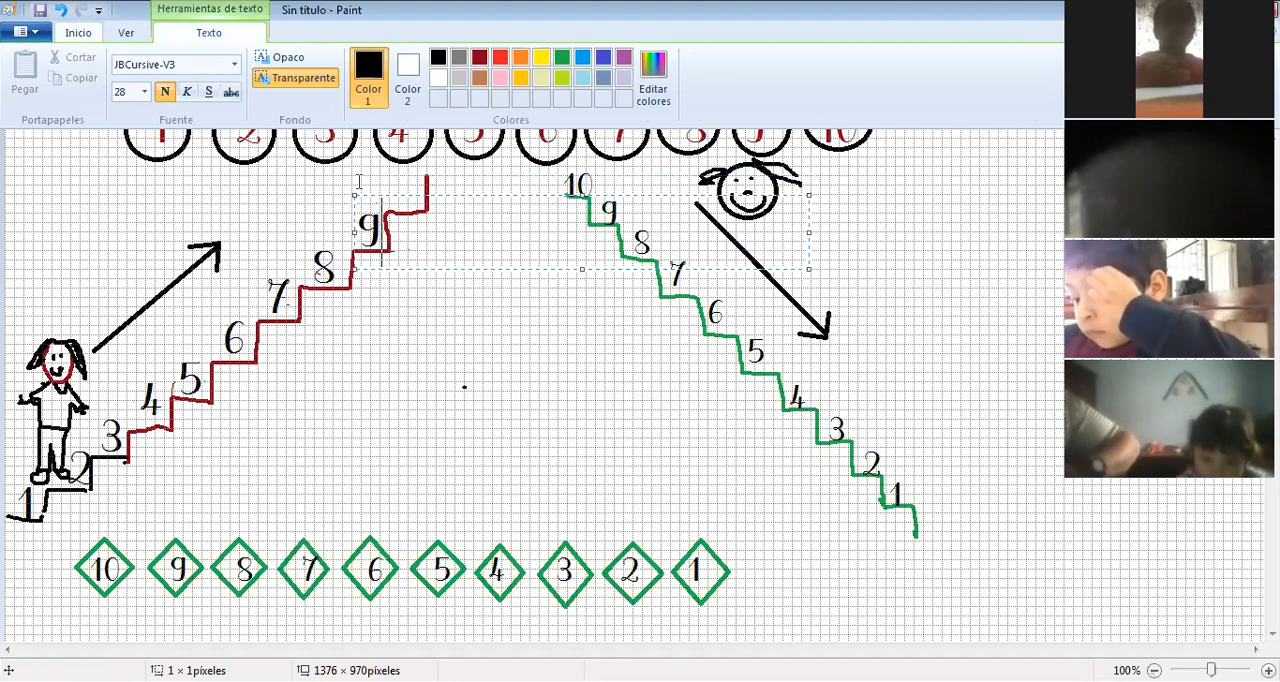 Herramientas de texto Sin título - Paint
Inicio Ver Texto
Pegar Cortar Copiar
Portapapeles
JBCursive-V3
28 N K S abc
Fuente
Opaco
Transparente
Fondo
Color 1
Color 2
Editar colores
Colores
1 2 3 4 5 6 7 8 9 10
1 2 3 4 5 6 7 8 9
10 9 8 7 6 5 4 3 2 1
10 9 8 7 6 5 4 3 2 1
1 × 1píxeles 1376 × 970píxeles 100%